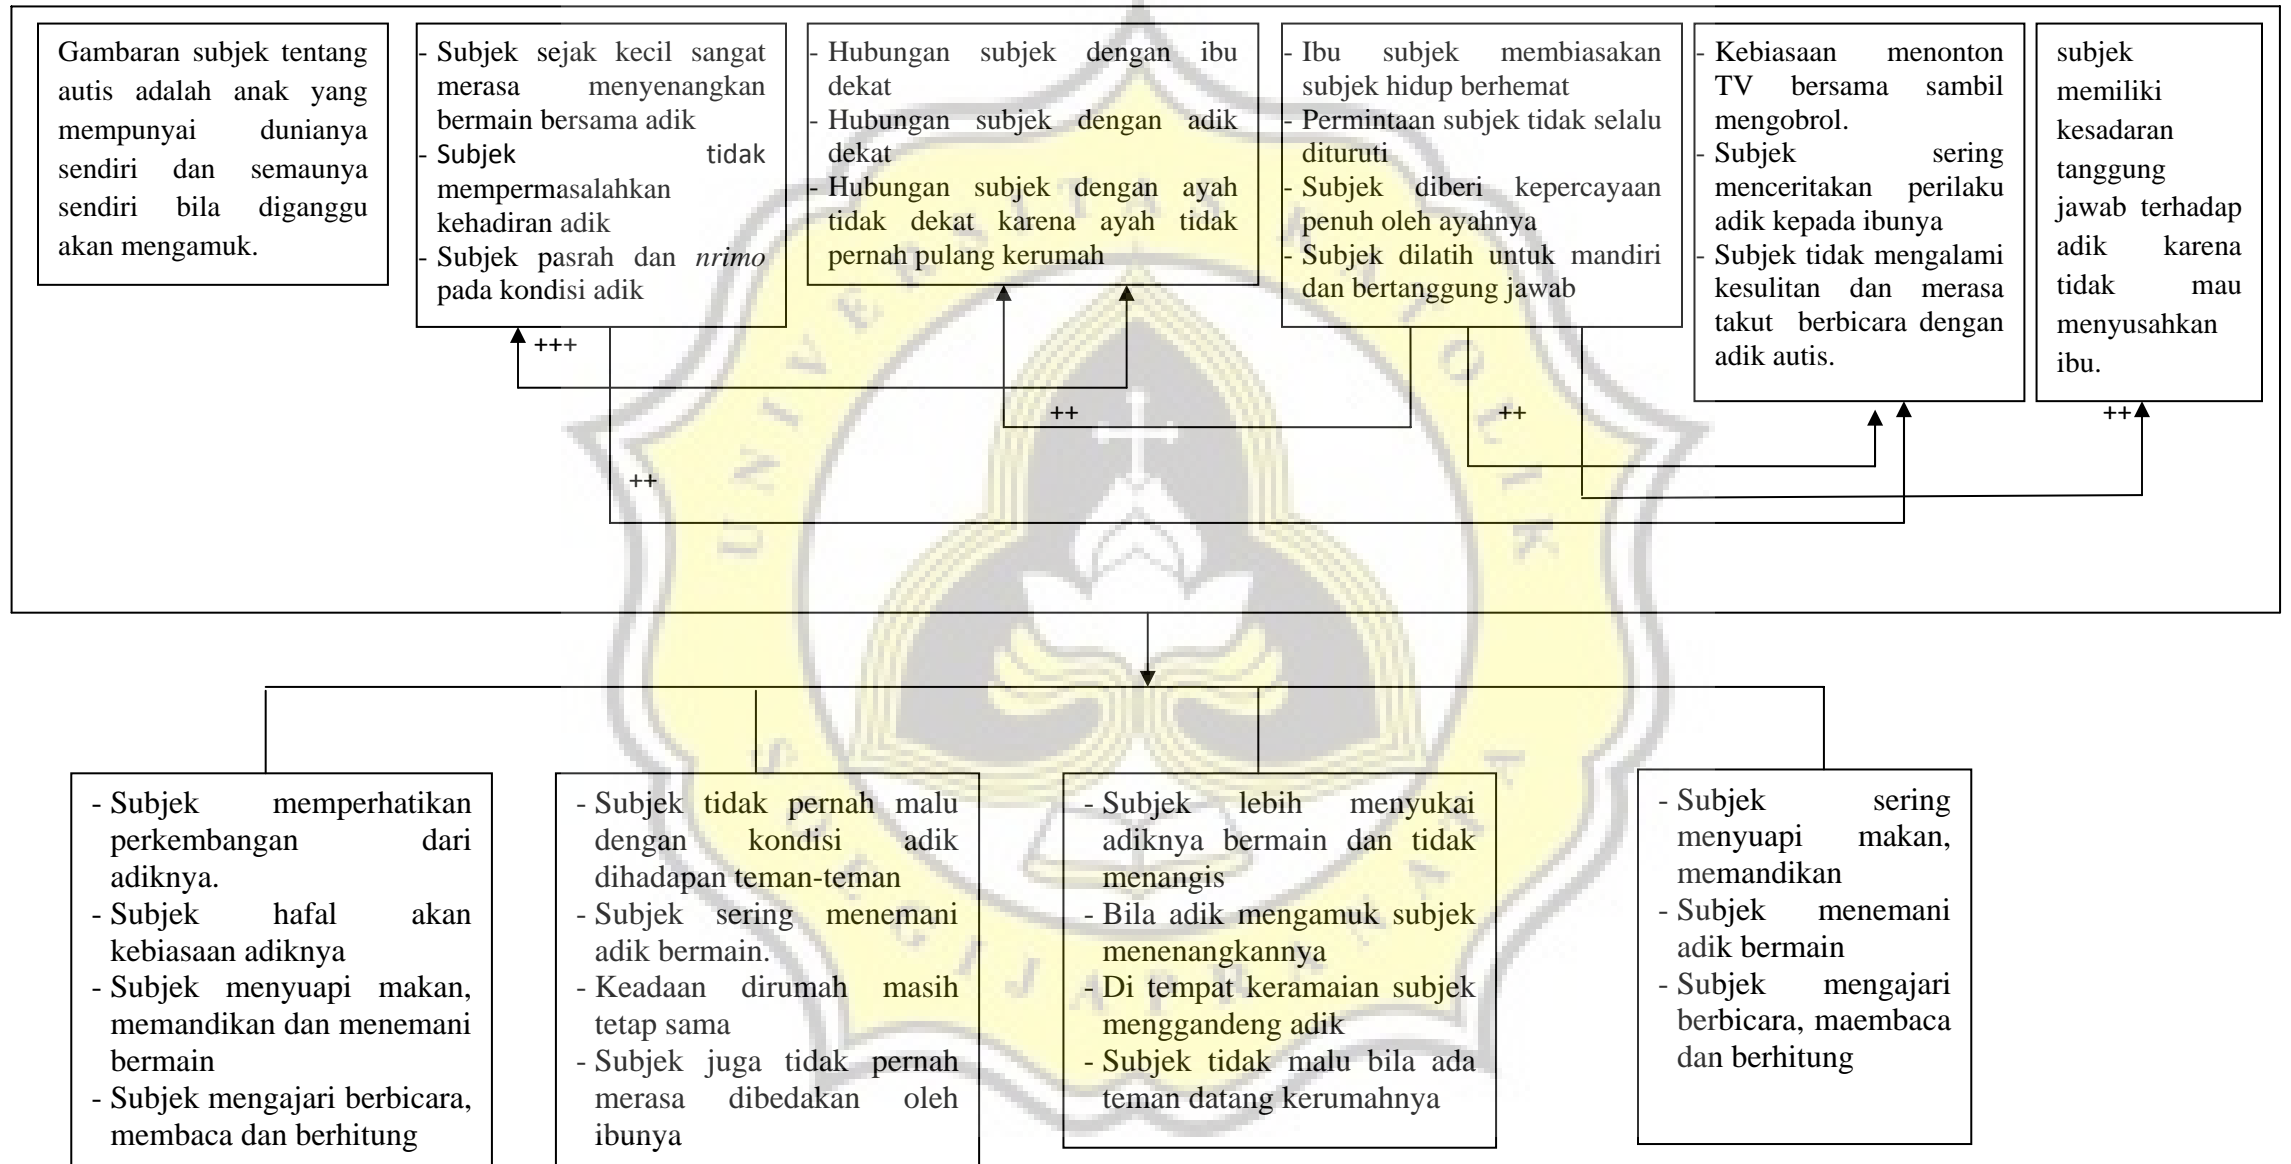 Gambaran subjek tentang
autis adalah anak yang
mempunyai dunianya
sendiri dan semaunya
sendiri bila diganggu
akan mengamuk.
- Subjek sejak kecil sangat
merasa menyenangkan
bermain bersama adik
- Subjek tidak
mempermasalahkan
kehadiran adik
- Subjek pasrah dan nrimo
pada kondisi adik
- Hubungan subjek dengan ibu
dekat
- Hubungan subjek dengan adik
dekat
- Hubungan subjek dengan ayah
tidak dekat karena ayah tidak
pernah pulang kerumah
- Ibu subjek membiasakan
subjek hidup berhemat
- Permintaan subjek tidak selalu
dituruti
- Subjek diberi kepercayaan
penuh oleh ayahnya
- Subjek dilatih untuk mandiri
dan bertanggung jawab
- Kebiasaan menonton
TV bersama sambil
mengobrol.
- Subjek sering
menceritakan perilaku
adik kepada ibunya
- Subjek tidak mengalami
kesulitan dan merasa
takut berbicara dengan
adik autis.
subjek
memiliki
kesadaran
tanggung
jawab terhadap
adik karena
tidak mau
menyusahkan
ibu.
+++
++
++
++
++
UNIVERSITAS KATOLIK
SOEGIJAPRANATA
- Subjek memperhatikan
perkembangan dari
adiknya.
- Subjek hafal akan
kebiasaan adiknya
- Subjek menyuapi makan,
memandikan dan menemani
bermain
- Subjek mengajari berbicara,
membaca dan berhitung
- Subjek tidak pernah malu
dengan kondisi adik
dihadapan teman-teman
- Subjek sering menemani
adik bermain.
- Keadaan dirumah masih
tetap sama
- Subjek juga tidak pernah
merasa dibedakan oleh
ibunya
- Subjek lebih menyukai
adiknya bermain dan tidak
menangis
- Bila adik mengamuk subjek
menenangkannya
- Di tempat keramaian subjek
menggandeng adik
- Subjek tidak malu bila ada
teman datang kerumahnya
- Subjek sering
menyuapi makan,
memandikan
- Subjek menemani
adik bermain
- Subjek mengajari
berbicara, maembaca
dan berhitung